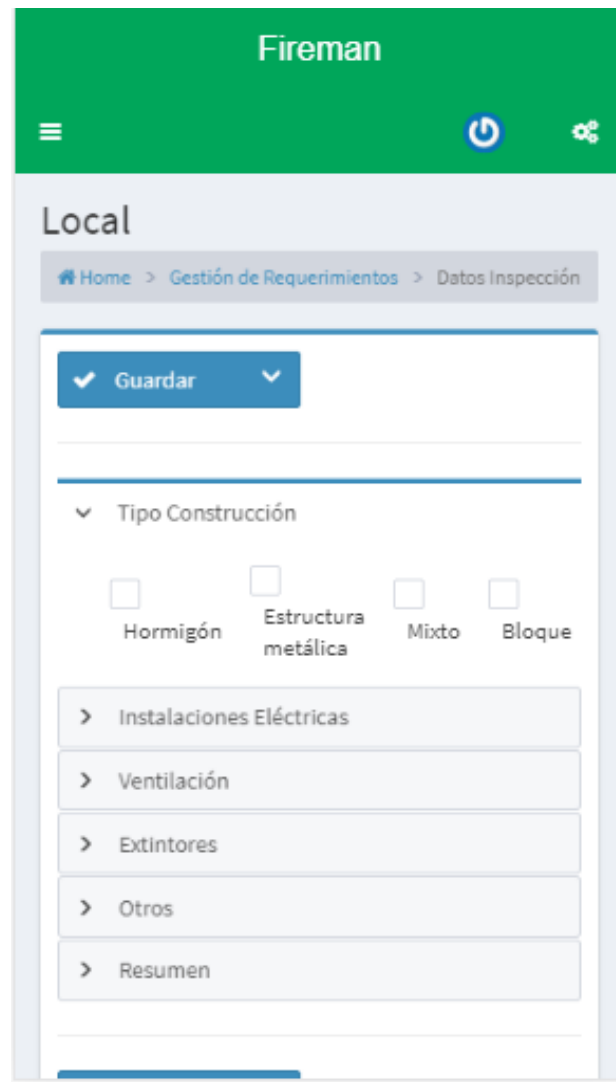 Fireman
Local
Home > Gestión de Requerimientos > Datos Inspección
Guardar
Tipo Construcción
Hormigón
Estructura
metálica
Mixto
Bloque
Instalaciones Eléctricas
Ventilación
Extintores
Otros
Resumen